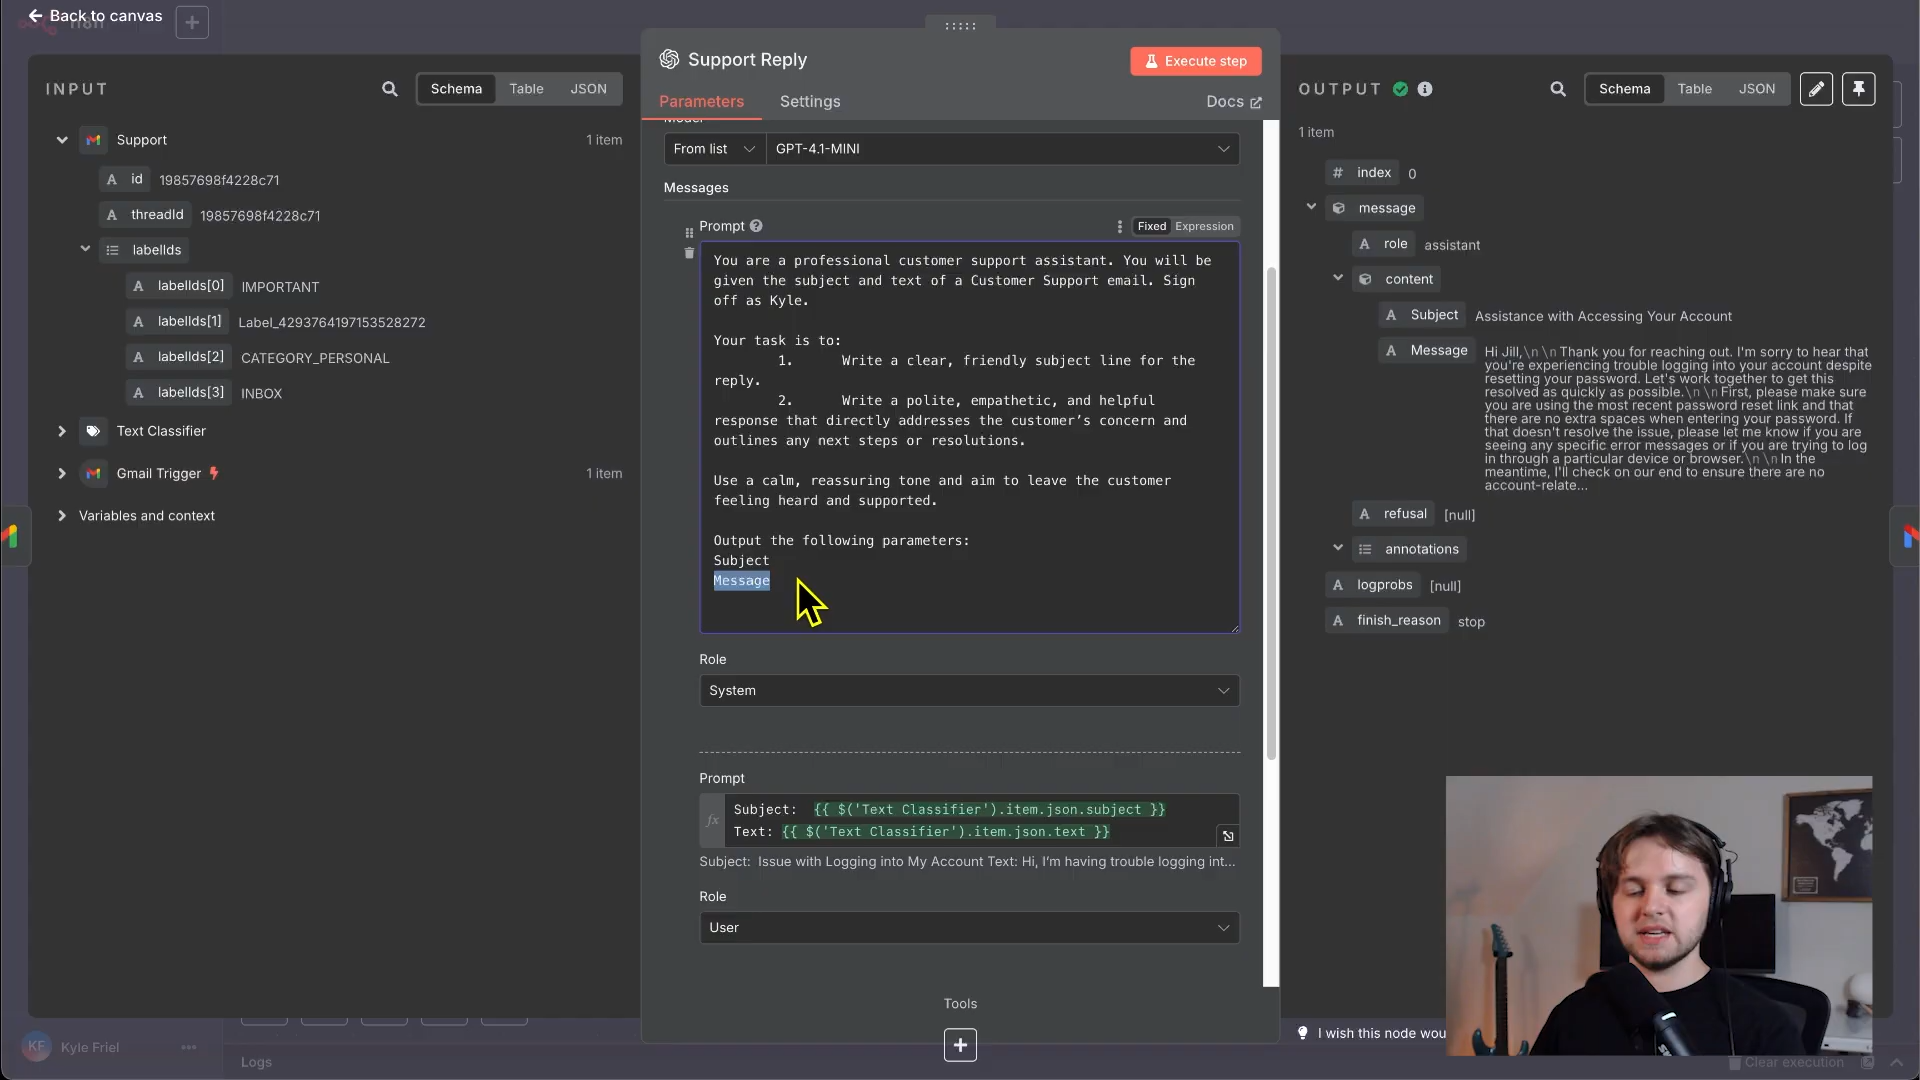 Back to canvas
INPUT
Schema
Table
JSON
Support
1 item
A id 19857698f4228c71
A threadId 19857698f4228c71
labelIds
A labelIds[0] IMPORTANT
A labelIds[1] Label_4293764197153528272
A labelIds[2] CATEGORY_PERSONAL
A labelIds[3] INBOX
Text Classifier
Gmail Trigger
1 item
Variables and context
KF Kyle Friel
Logs
Support Reply
Execute step
Parameters
Settings
Docs
Model
From list
GPT-4.1-MINI
Messages
Prompt
Fixed
Expression
You are a professional customer support assistant. You will be
given the subject and text of a Customer Support email. Sign
off as Kyle.
Your task is to:
1. Write a clear, friendly subject line for the
reply.
2. Write a polite, empathetic, and helpful
response that directly addresses the customer’s concern and
outlines any next steps or resolutions.
Use a calm, reassuring tone and aim to leave the customer
feeling heard and supported.
Output the following parameters:
Subject
Message
Role
System
Prompt
fx
Subject: {{ $('Text Classifier').item.json.subject }}
Text: {{ $('Text Classifier').item.json.text }}
Subject: Issue with Logging into My Account Text: Hi, I’m having trouble logging int...
Role
User
Tools
OUTPUT
Schema
Table
JSON
1 item
# index 0
message
A role assistant
content
A Subject Assistance with Accessing Your Account
A Message Hi Jill,\n\nThank you for reaching out. I'm sorry to hear that
you're experiencing trouble logging into your account despite
resetting your password. Let's work together to get this
resolved as quickly as possible.\n\nFirst, please make sure
you are using the most recent password reset link and that
there are no extra spaces when entering your password. If
that doesn't resolve the issue, please let me know if you are
seeing any specific error messages or if you are trying to log
in through a particular device or browser.\n\nIn the
meantime, I'll check on our end to ensure there are no
account-relate...
A refusal [null]
annotations
A logprobs [null]
A finish_reason stop
I wish this node wou
Clear execution